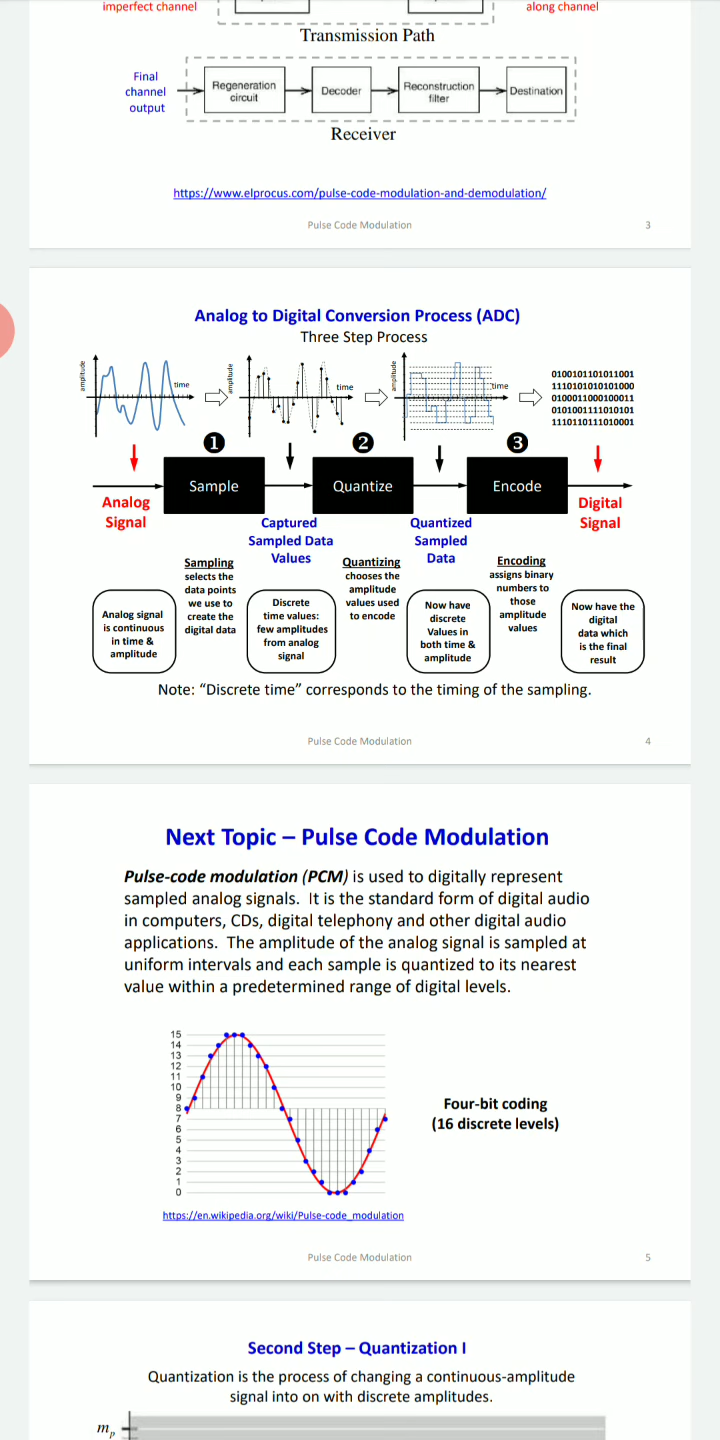 imperfect channel
along channel
Transmission Path
Final
channel
output
Regeneration
circuit
Decoder
Reconstruction
filter
Destination
Receiver
https://www.elprocus.com/pulse-code-modulation-and-demodulation/
Pulse Code Modulation
3
Analog to Digital Conversion Process (ADC)
Three Step Process
amplitude
time
amplitude
time
amplitude
time
0100101101011001
1110101010101000
0100011000100011
0101001111010101
1110110111010001
1
2
3
Sample
Quantize
Encode
Analog
Signal
Captured
Sampled Data
Values
Quantized
Sampled
Data
Digital
Signal
Sampling
selects the
data points
we use to
create the
digital data
Quantizing
chooses the
amplitude
values used
to encode
Encoding
assigns binary
numbers to
those
amplitude
values
Analog signal
is continuous
in time &
amplitude
Discrete
time values:
few amplitudes
from analog
signal
Now have
discrete
Values in
both time &
amplitude
Now have the
digital
data which
is the final
result
Note: “Discrete time” corresponds to the timing of the sampling.
Pulse Code Modulation
4
Next Topic – Pulse Code Modulation
Pulse-code modulation (PCM) is used to digitally represent
sampled analog signals. It is the standard form of digital audio
in computers, CDs, digital telephony and other digital audio
applications. The amplitude of the analog signal is sampled at
uniform intervals and each sample is quantized to its nearest
value within a predetermined range of digital levels.
15
14
13
12
11
10
9
8
7
6
5
4
3
2
1
0
Four-bit coding
(16 discrete levels)
https://en.wikipedia.org/wiki/Pulse-code_modulation
Pulse Code Modulation
5
Second Step – Quantization I
Quantization is the process of changing a continuous-amplitude
signal into on with discrete amplitudes.
mp